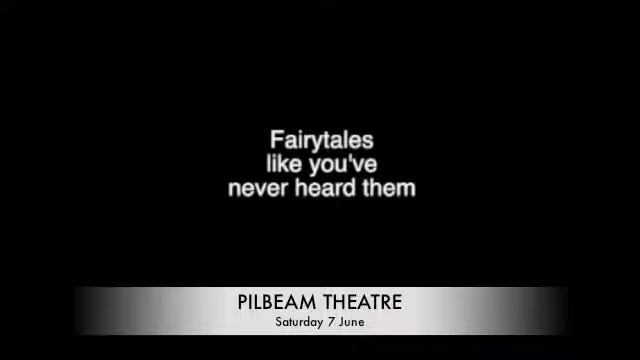 Fairytales
like you've
never heard them
PILBEAM THEATRE
Saturday 7 June